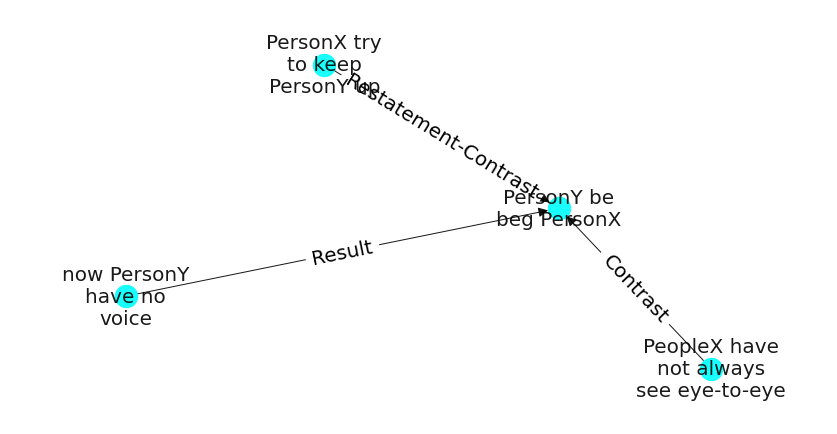 PersonX try
to keep
PersonY up
Restatement-Contrast
PersonY be
beg PersonX
Result
Contrast
now PersonY
have no
voice
PeopleX have
not always
see eye-to-eye